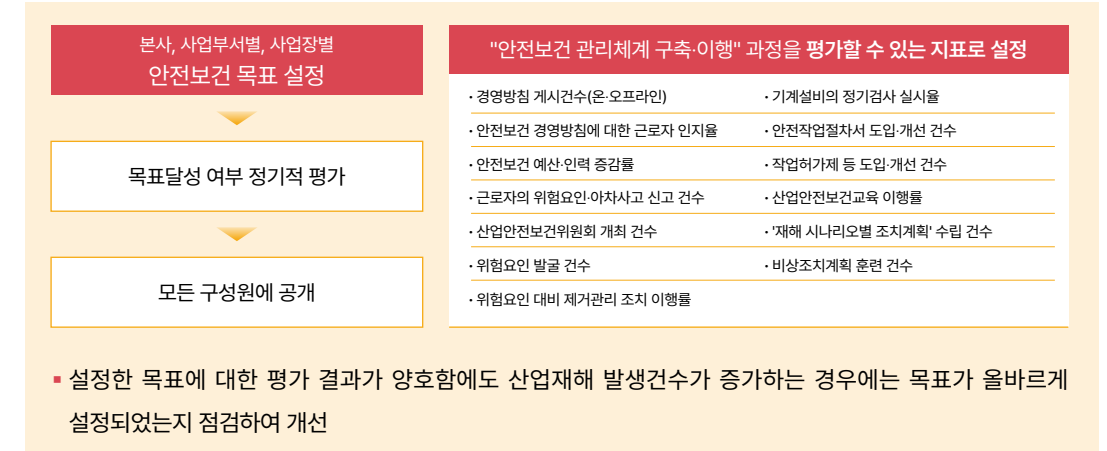 본사, 사업부서별, 사업장별
안전보건 목표 설정
목표달성 여부 정기적 평가
모든 구성원에 공개
"안전보건 관리체계 구축·이행" 과정을 평가할 수 있는 지표로 설정
· 경영방침 게시건수(온·오프라인)
· 안전보건 경영방침에 대한 근로자 인지율
· 안전보건 예산·인력 증감률
· 근로자의 위험요인·아차사고 신고 건수
· 산업안전보건위원회 개최 건수
· 위험요인 발굴 건수
· 위험요인 대비 제거관리 조치 이행률
· 기계설비의 정기검사 실시율
· 안전작업절차서 도입·개선 건수
· 작업허가제 등 도입·개선 건수
· 산업안전보건교육 이행률
· '재해 시나리오별 조치계획' 수립 건수
· 비상조치계획 훈련 건수
▪ 설정한 목표에 대한 평가 결과가 양호함에도 산업재해 발생건수가 증가하는 경우에는 목표가 올바르게
설정되었는지 점검하여 개선